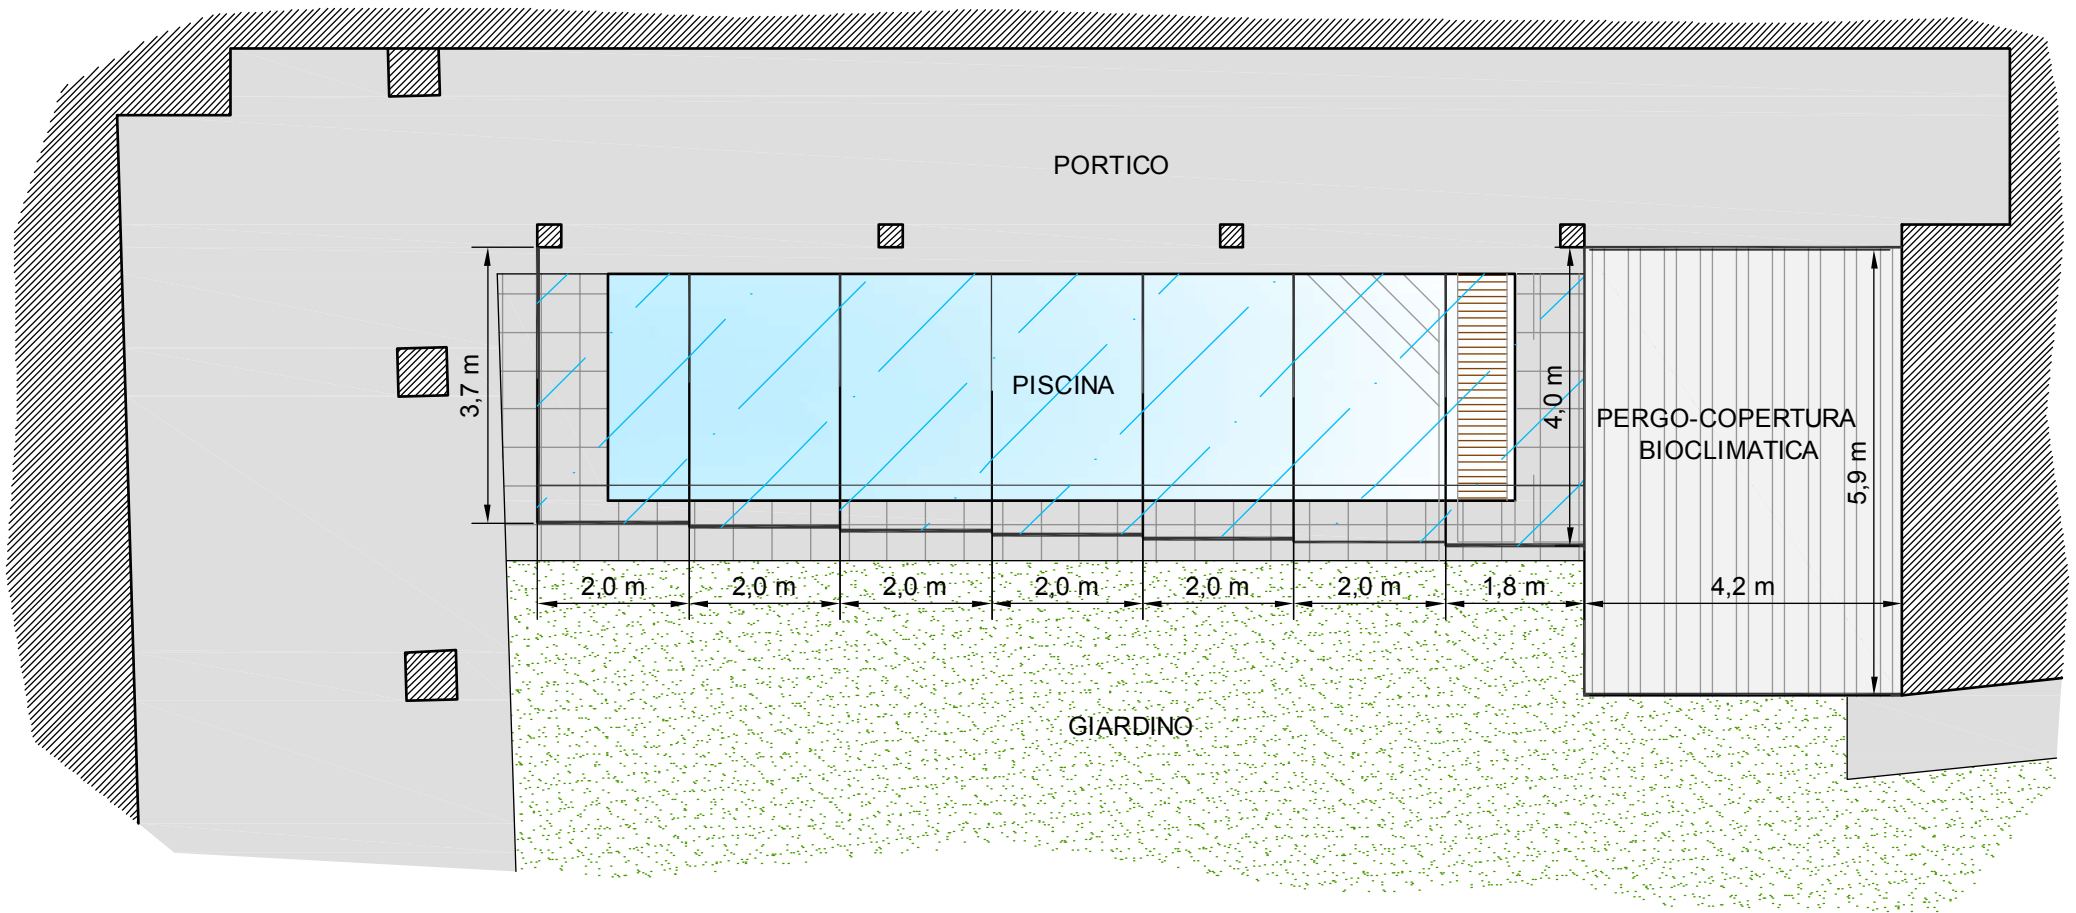 PORTICO
3,7 m
PISCINA
4,0 m
PERGO-COPERTURA
BIOCLIMATICA
5,9 m
2,0 m
2,0 m
2,0 m
2,0 m
2,0 m
2,0 m
1,8 m
4,2 m
GIARDINO